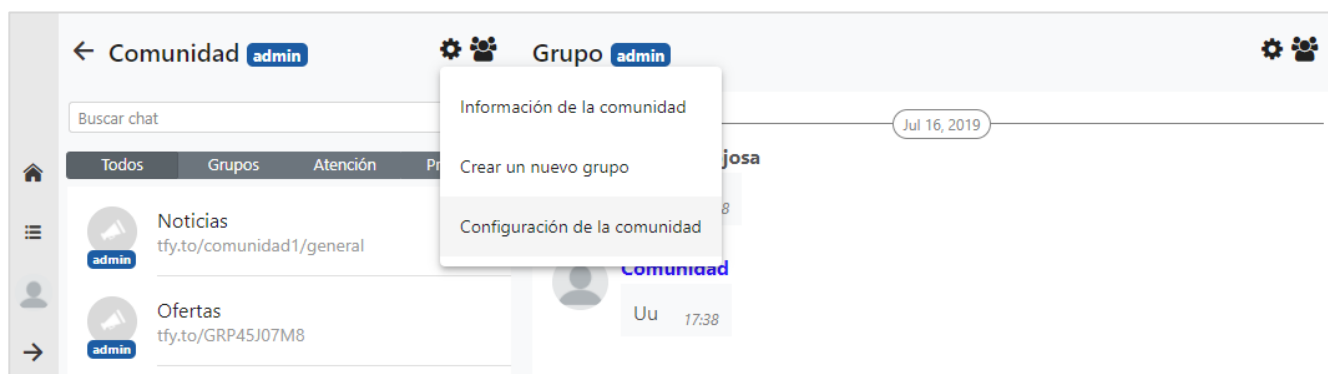 Comunidad admin
Grupo admin
Información de la comunidad
Crear un nuevo grupo
Configuración de la comunidad
Buscar chat
Todos Grupos Atención
Noticias
tfy.to/comunidad1/general
admin
Ofertas
tfy.to/GRP45J07M8
admin
Jul 16, 2019
Comunidad
Uu 17:38